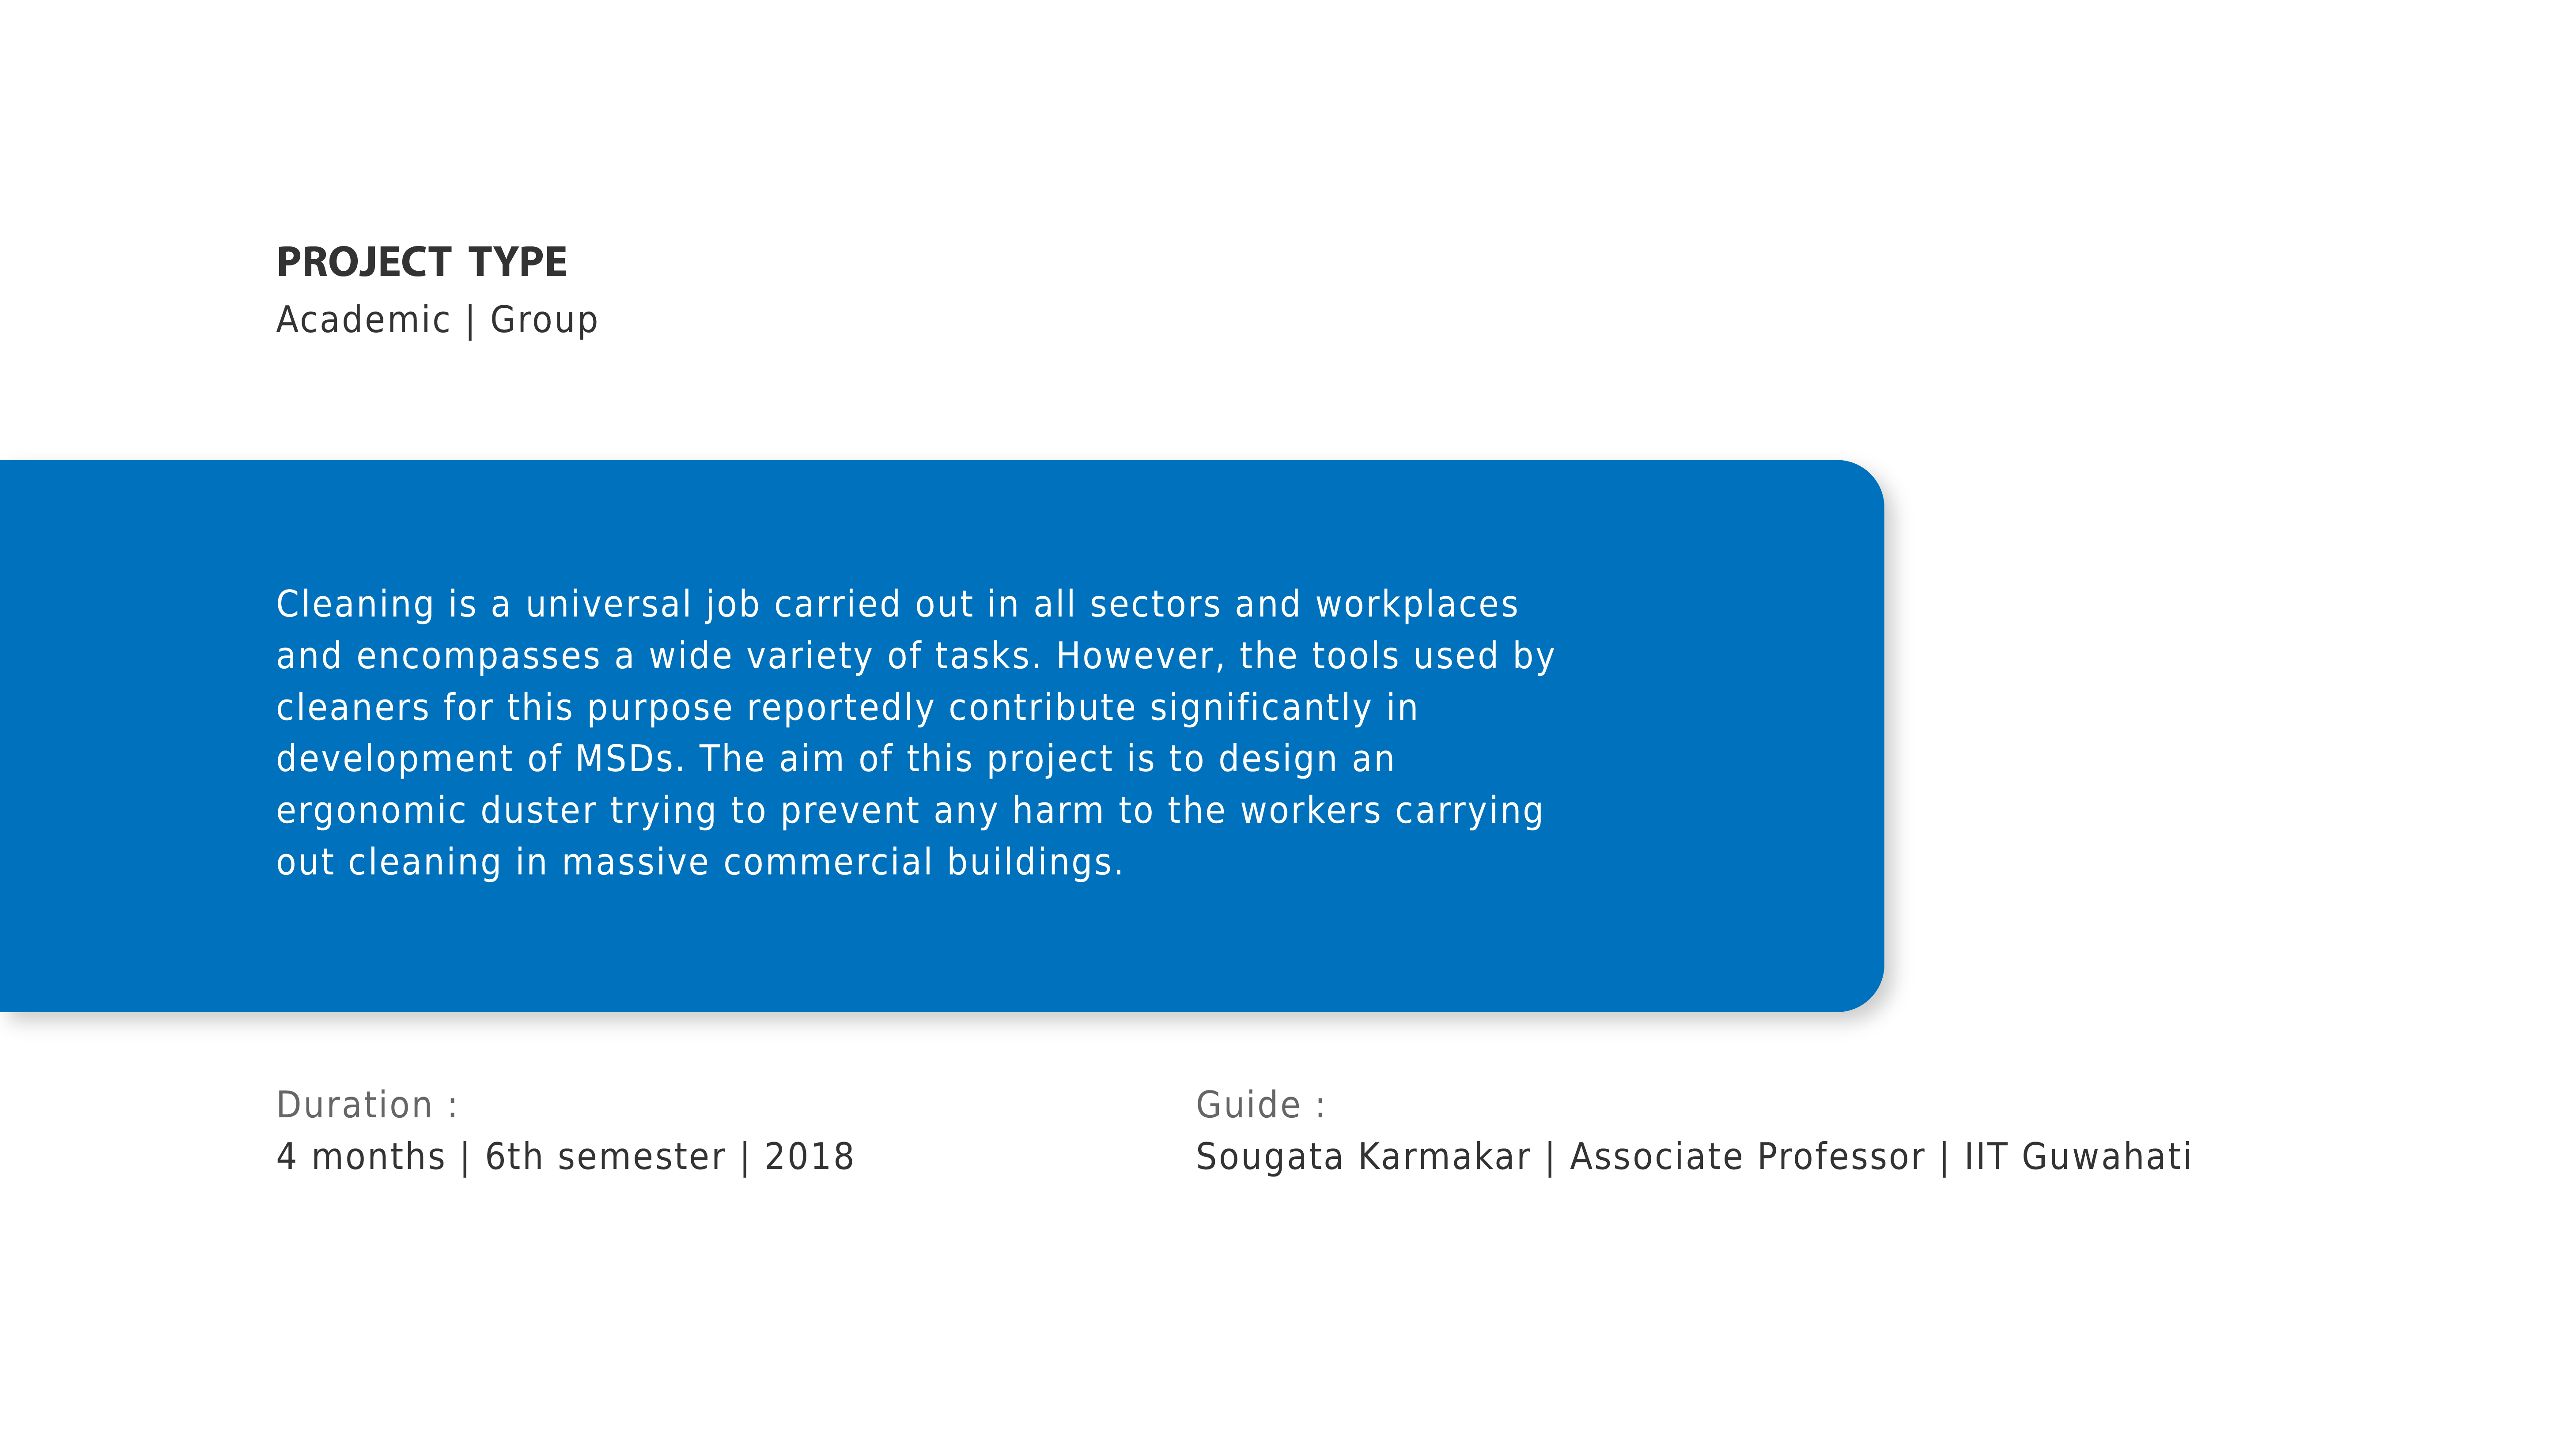 PROJECT TYPE
Academic | Group
Cleaning is a universal job carried out in all sectors and workplaces
and encompasses a wide variety of tasks. However, the tools used by
cleaners for this purpose reportedly contribute significantly in
development of MSDs. The aim of this project is to design an
ergonomic duster trying to prevent any harm to the workers carrying
out cleaning in massive commercial buildings.
Duration :
4 months | 6th semester | 2018
Guide :
Sougata Karmakar | Associate Professor | IIT Guwahati